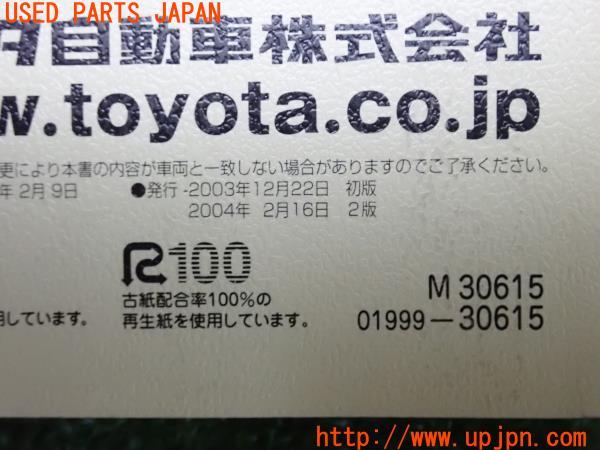 USED PARTS JAPAN
タ自動車株式会社
w.toyota.co.jp
更により本書の内容が車両と一致しない場合がありますのでご了承ください。
年 2月 9日 ●発行-2003年12月22日 初版
2004年 2月16日 2版
R100
古紙配合率100%の
用しています。 再生紙を使用しています。
M 30615
01999-30615
http://www.upjpn.com/